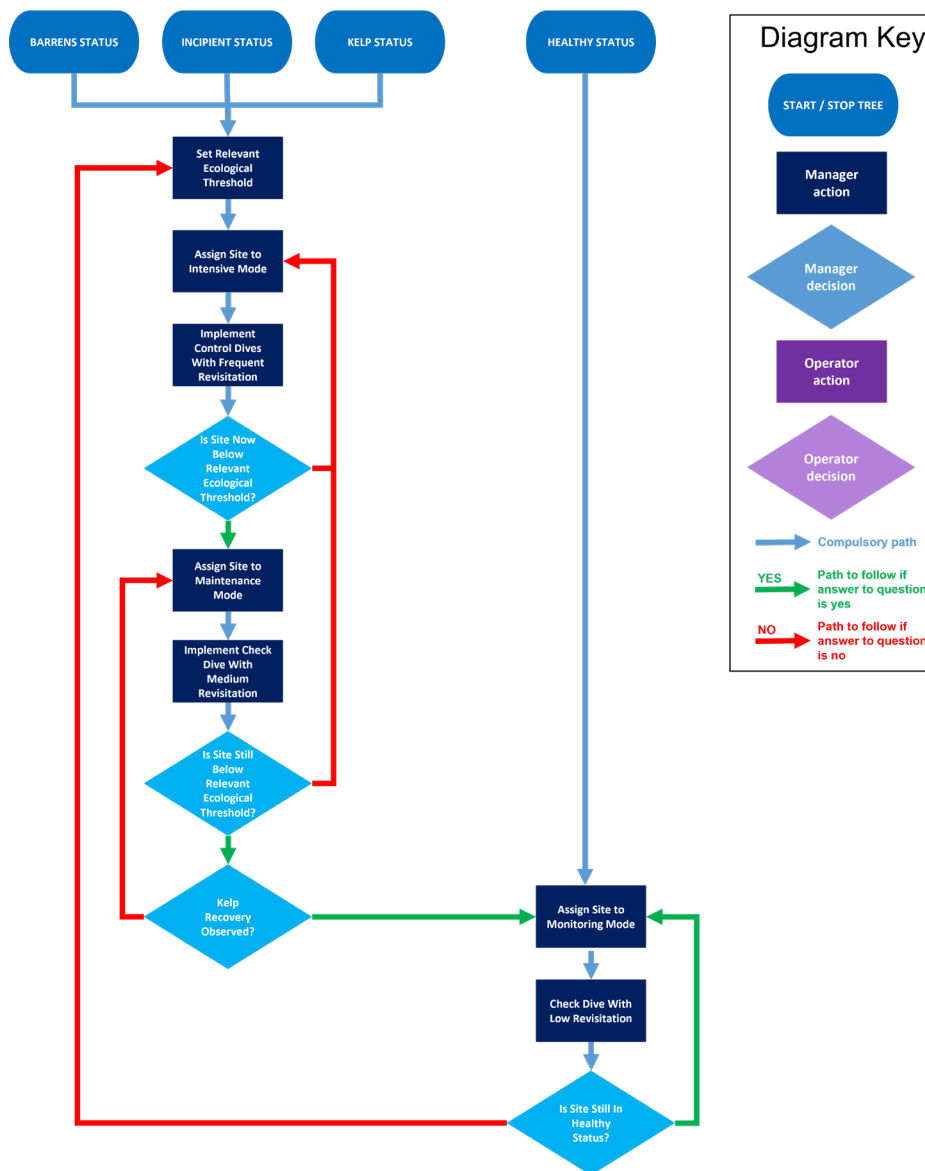 BARRENS STATUS
INCIPIENT STATUS
KELP STATUS
HEALTHY STATUS
Set Relevant
Ecological
Threshold
Assign Site to
Intensive Mode
Implement
Control Dives
With Frequent
Revisitation
Is Site Now
Below
Relevant
Ecological
Threshold?
Assign Site to
Maintenance
Mode
Implement Check
Dive With
Medium
Revisitation
Is Site Still
Below
Relevant
Ecological
Threshold?
Kelp
Recovery
Observed?
Assign Site to
Monitoring Mode
Check Dive With
Low Revisitation
Is Site Still In
Healthy
Status?
Diagram Key
START / STOP TREE
Manager
action
Manager
decision
Operator
action
Operator
decision
Compulsory path
YES
Path to follow if
answer to question
is yes
NO
Path to follow if
answer to question
is no